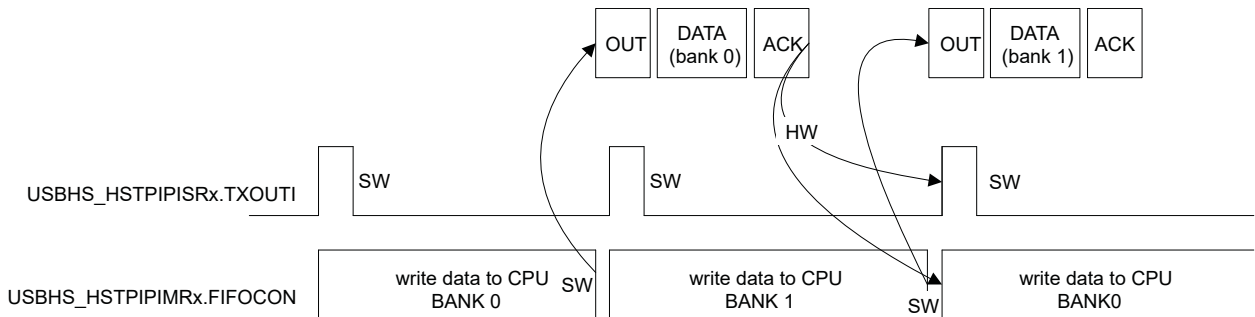 OUT
DATA
(bank 0)
ACK
OUT
DATA
(bank 1)
ACK
HW
USBHS_HSTPIPISRx.TXOUTI
SW
SW
SW
USBHS_HSTPIPIMRx.FIFOCON
write data to CPU
BANK 0
SW
write data to CPU
BANK 1
SW
write data to CPU
BANK0